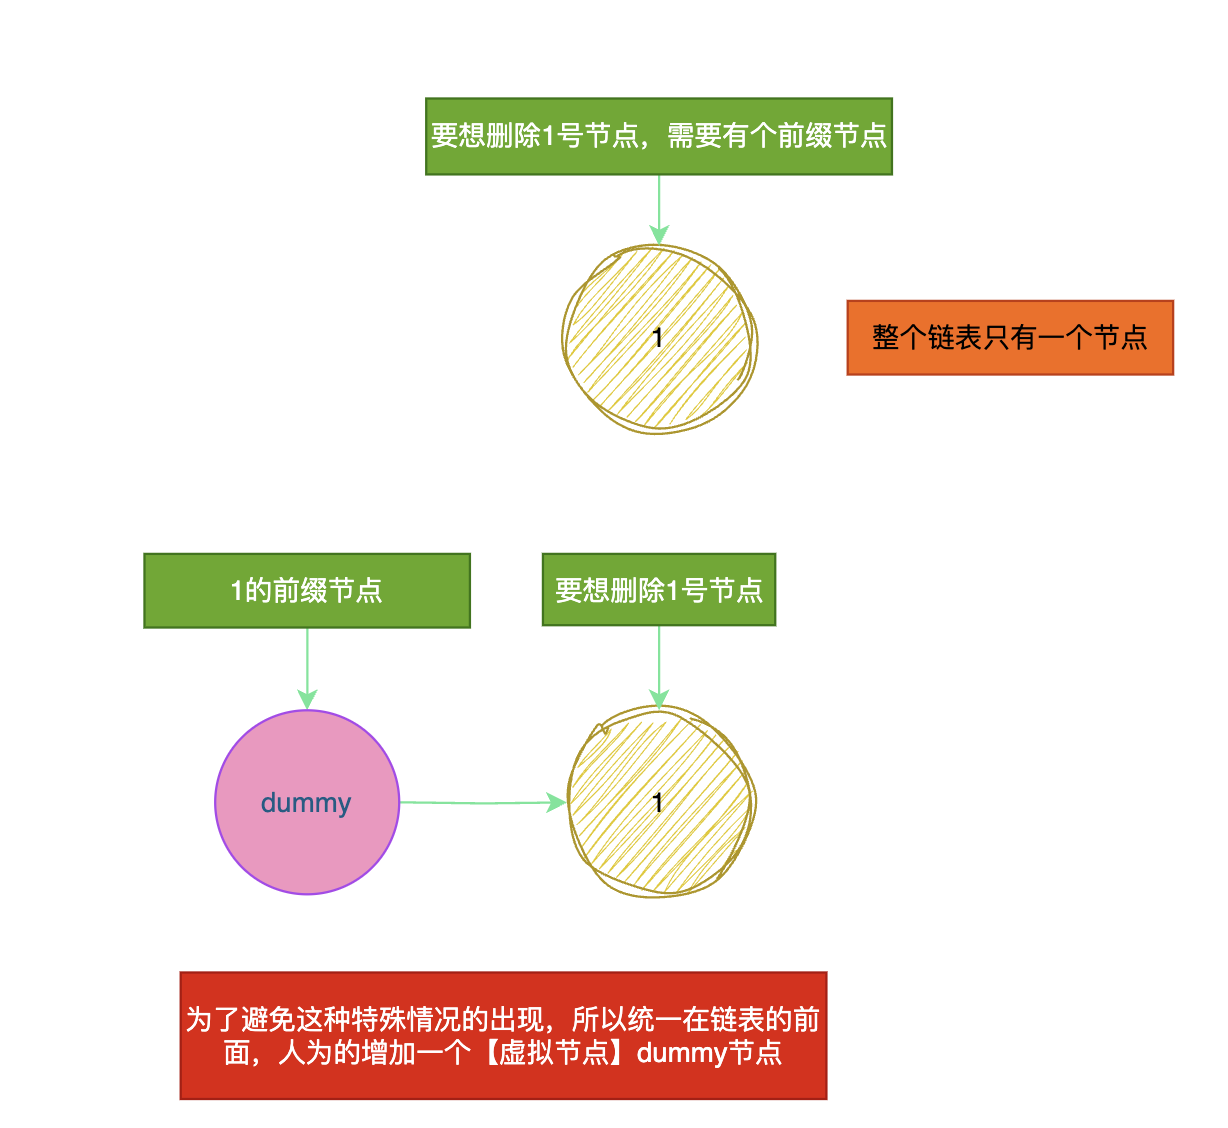 要想删除1号节点，需要有个前缀节点
1
整个链表只有一个节点
1的前缀节点
要想删除1号节点
dummy
1
为了避免这种特殊情况的出现，所以统一在链表的前
面，人为的增加一个【虚拟节点】dummy节点